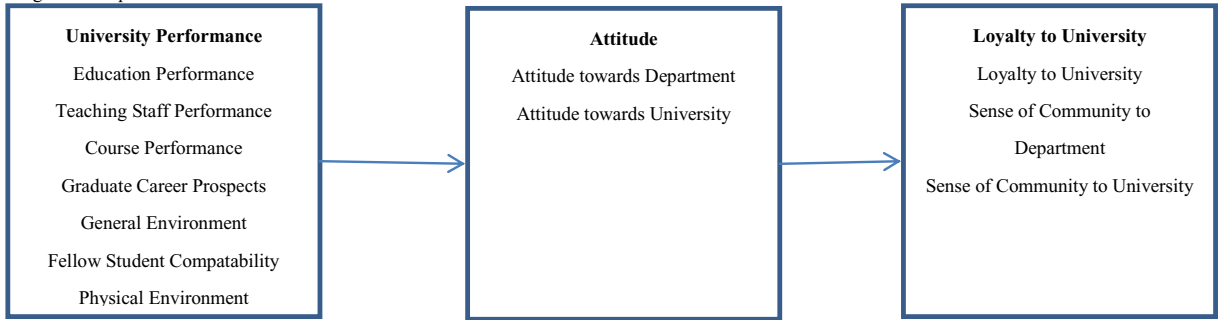 University Performance
Education Performance
Teaching Staff Performance
Course Performance
Graduate Career Prospects
General Environment
Fellow Student Compatability
Physical Environment
Attitude
Attitude towards Department
Attitude towards University
Loyalty to University
Loyalty to University
Sense of Community to
Department
Sense of Community to University